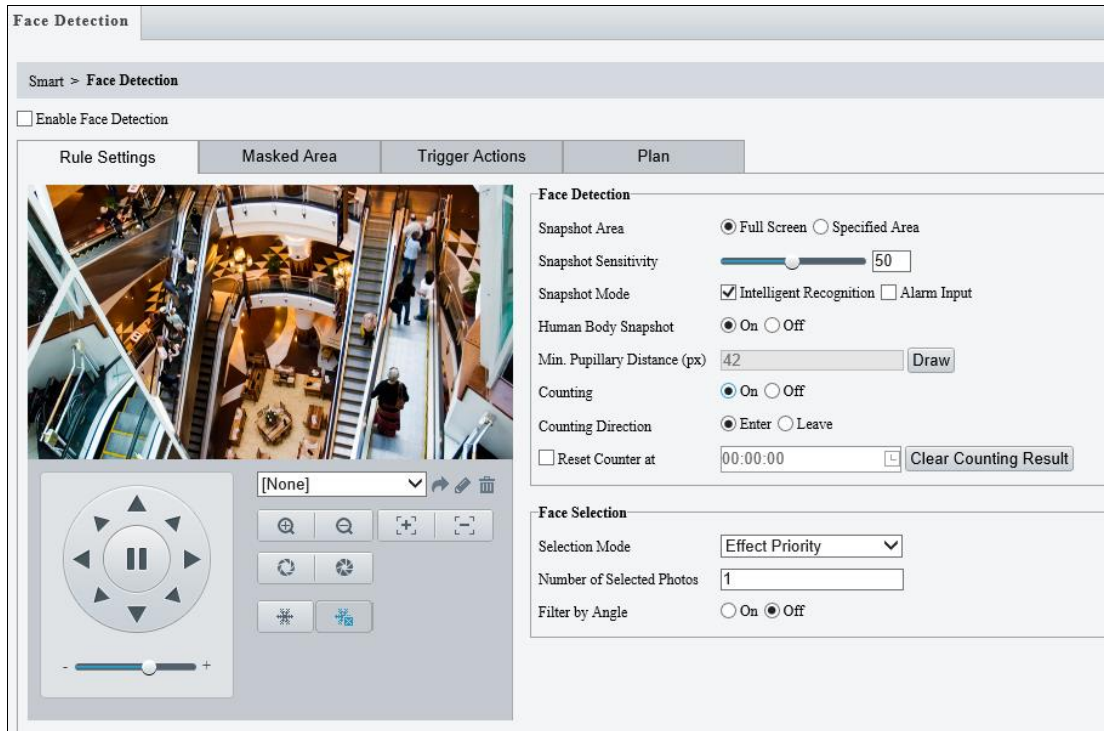 Face Detection
Smart > Face Detection
Enable Face Detection
Rule Settings Masked Area Trigger Actions Plan
Face Detection
Snapshot Area Full Screen Specified Area
Snapshot Sensitivity 50
Snapshot Mode Intelligent Recognition Alarm Input
Human Body Snapshot On Off
Min. Pupillary Distance (px) 42 Draw
Counting On Off
Counting Direction Enter Leave
Reset Counter at 00:00:00 Clear Counting Result
[None]
- +
Face Selection
Selection Mode Effect Priority
Number of Selected Photos 1
Filter by Angle On Off